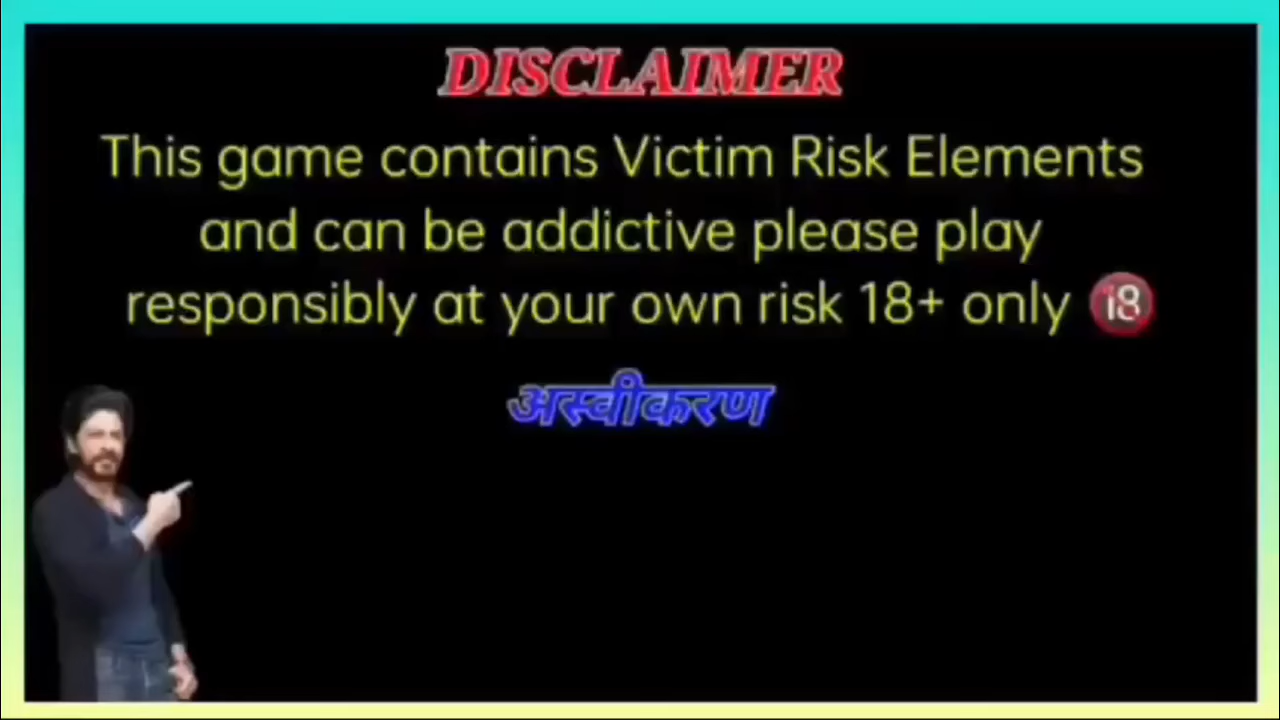 DISCLAIMER
This game contains Victim Risk Elements
and can be addictive please play
responsibly at your own risk 18+ only 🔞
अस्वीकरण